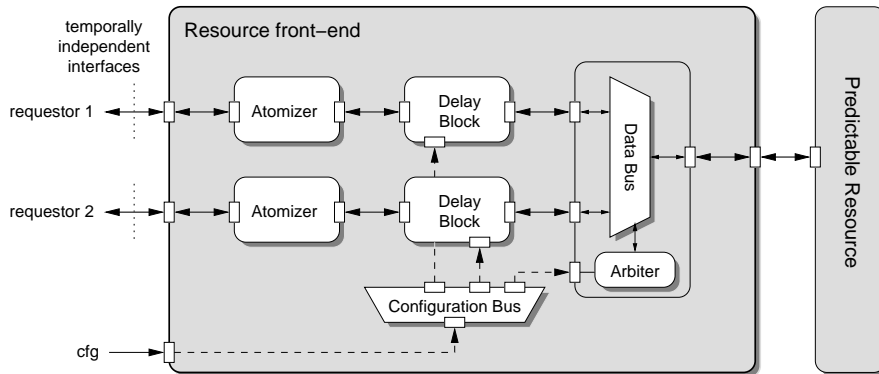 temporally
independent
interfaces
Resource front–end
requestor 1
Atomizer
Delay
Block
Data Bus
Predictable Resource
requestor 2
Atomizer
Delay
Block
Arbiter
Configuration Bus
cfg